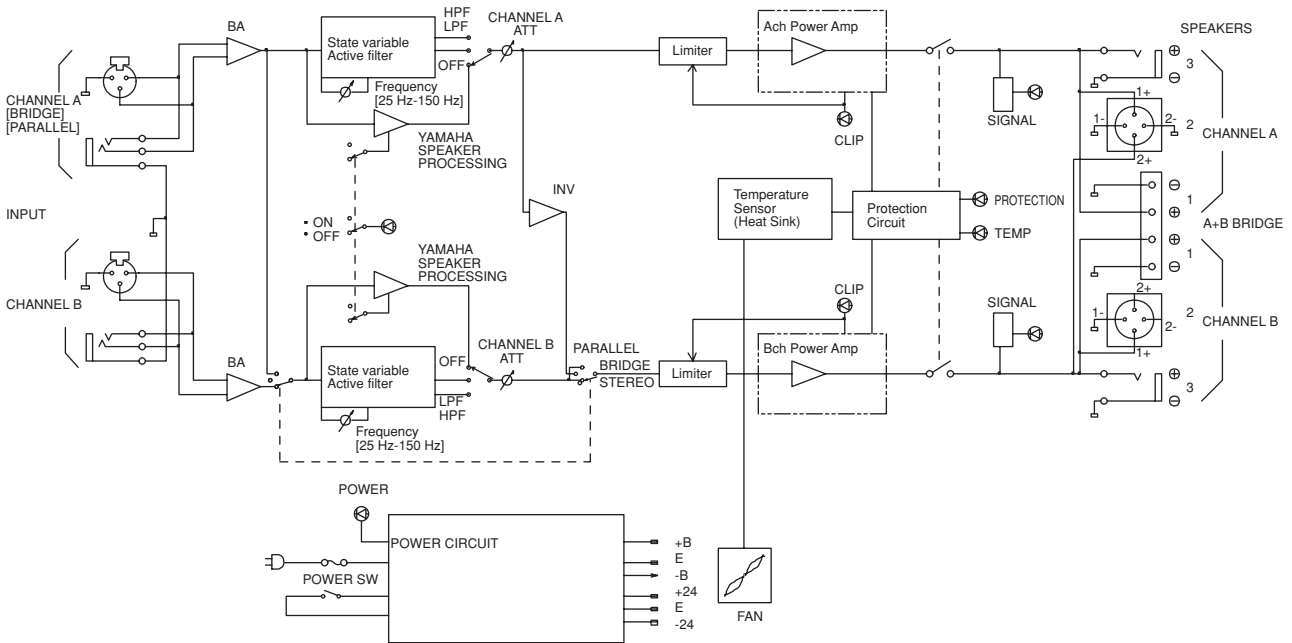 HPF
LPF
OFF
CHANNEL A
ATT
BA
State variable
Active filter
Frequency
[25 Hz-150 Hz]
YAMAHA
SPEAKER
PROCESSING
CHANNEL A
[BRIDGE]
[PARALLEL]
INPUT
ON
OFF
INV
Limiter
Ach Power Amp
CLIP
SIGNAL
SPEAKERS
+
3
-
1+
1-
2-
2+
2
CHANNEL A
-
1
+
A+B BRIDGE
+
1
-
Temperature
Sensor
(Heat Sink)
Protection
Circuit
PROTECTION
TEMP
CHANNEL B
BA
YAMAHA
SPEAKER
PROCESSING
State variable
Active filter
OFF
LPF
HPF
Frequency
[25 Hz-150 Hz]
CHANNEL B
ATT
PARALLEL
BRIDGE
STEREO
Limiter
CLIP
Bch Power Amp
SIGNAL
2+
1-
2-
1+
2
CHANNEL B
+
3
-
POWER
POWER CIRCUIT
POWER SW
+B
E
-B
+24
E
-24
FAN